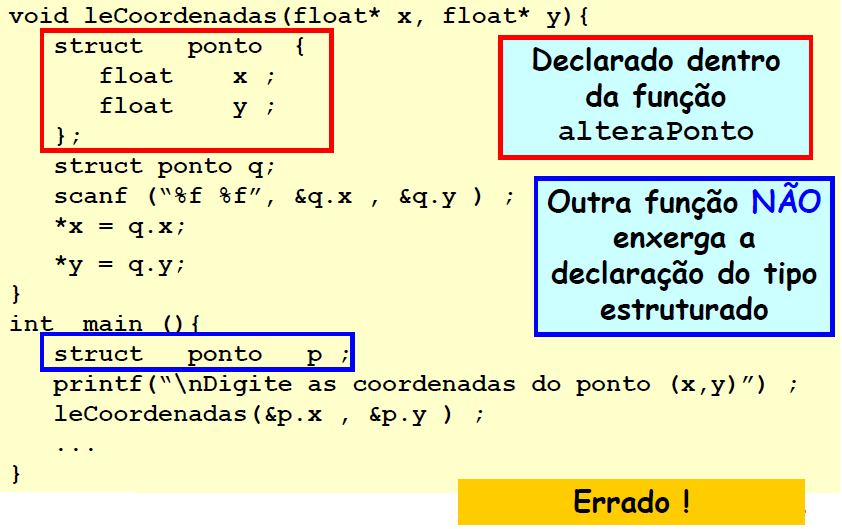 void leCoordenadas(float* x, float* y){
struct ponto {
float x ;
float y ;
};
struct ponto q;
scanf (“%f %f”, &q.x , &q.y ) ;
*x = q.x;
*y = q.y;
}
int main (){
struct ponto p ;
printf(“\nDigite as coordenadas do ponto (x,y)”) ;
leCoordenadas(&p.x , &p.y ) ;
...
}
Declarado dentro
da função
alteraPonto
Outra função NÃO
enxerga a
declaração do tipo
estruturado
Errado !